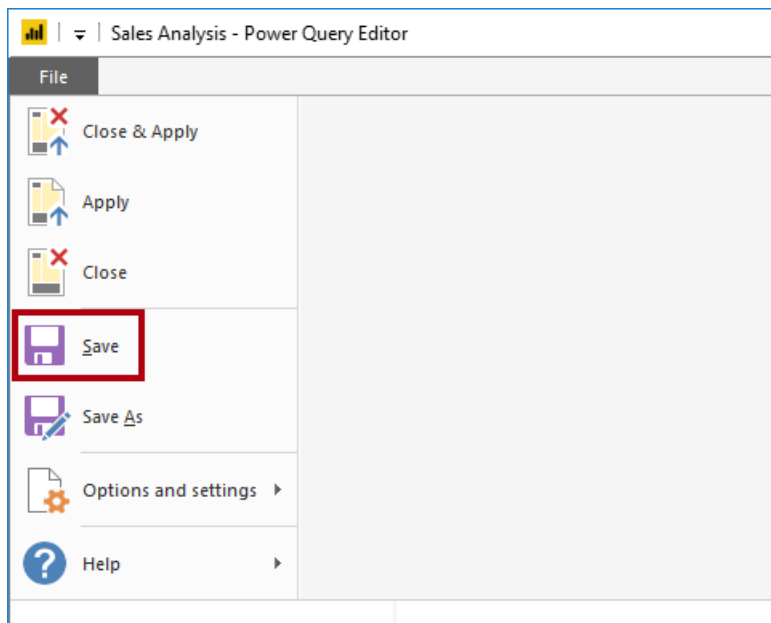 Sales Analysis - Power Query Editor
File
Close & Apply
Apply
Close
Save
Save As
Options and settings
Help